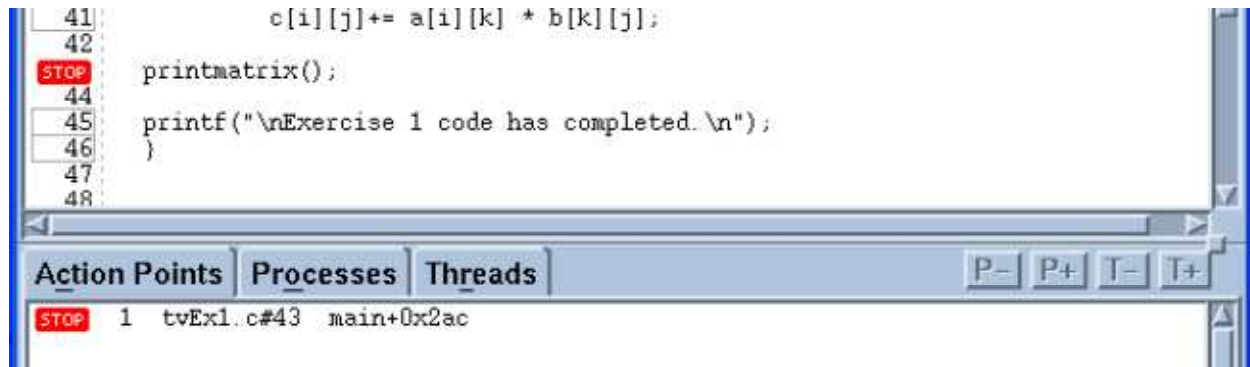 41 c[i][j]+= a[i][k] * b[k][j];
42
STOP printmatrix();
44
45 printf("\nExercise 1 code has completed.\n");
46 }
47
48
Action Points Processes Threads P- P+ T- T+
STOP 1 tvEx1.c#43 main+0x2ac